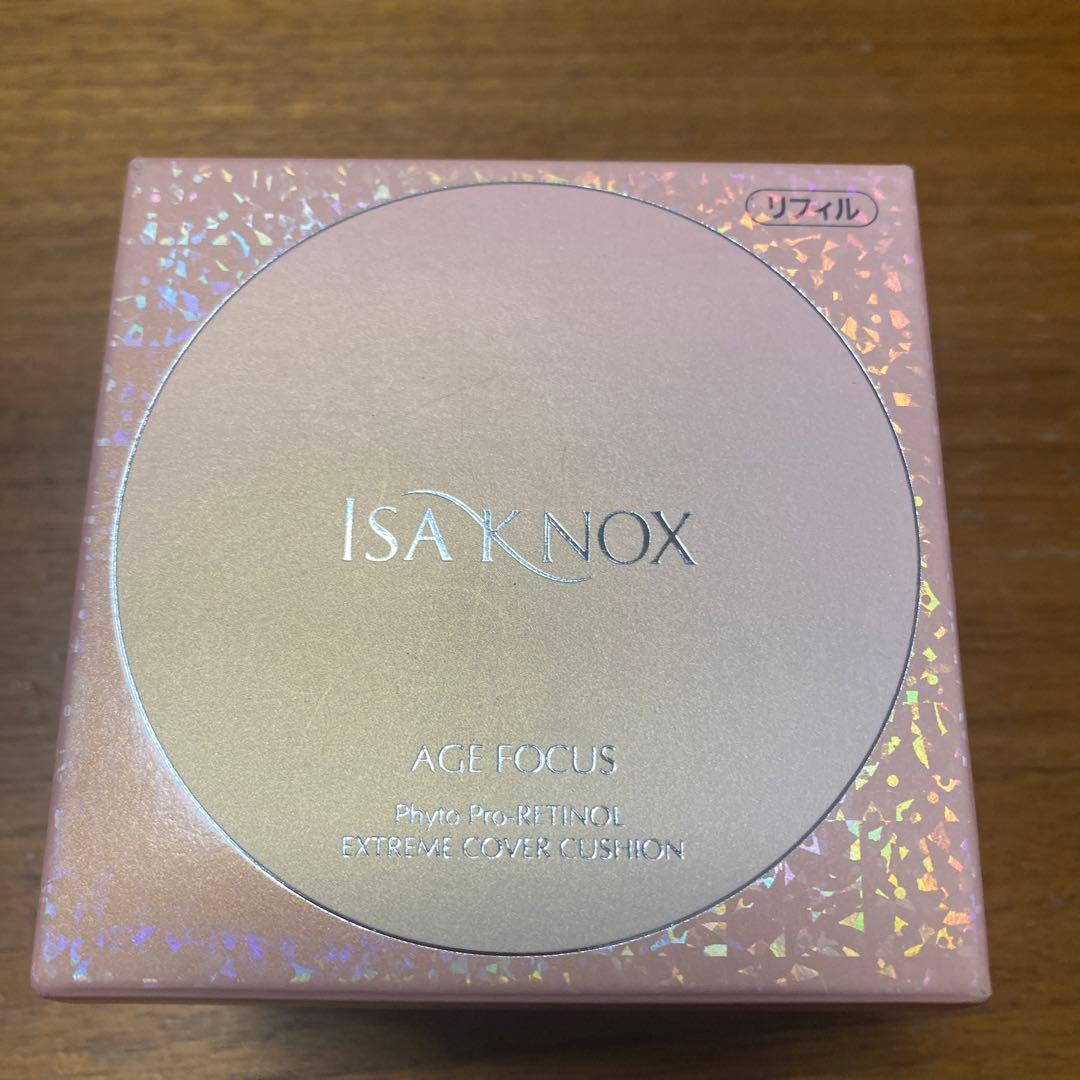 リフィル
ISA KNOX
AGE FOCUS
Phyto Pro-RETINOL
EXTREME COVER CUSHION